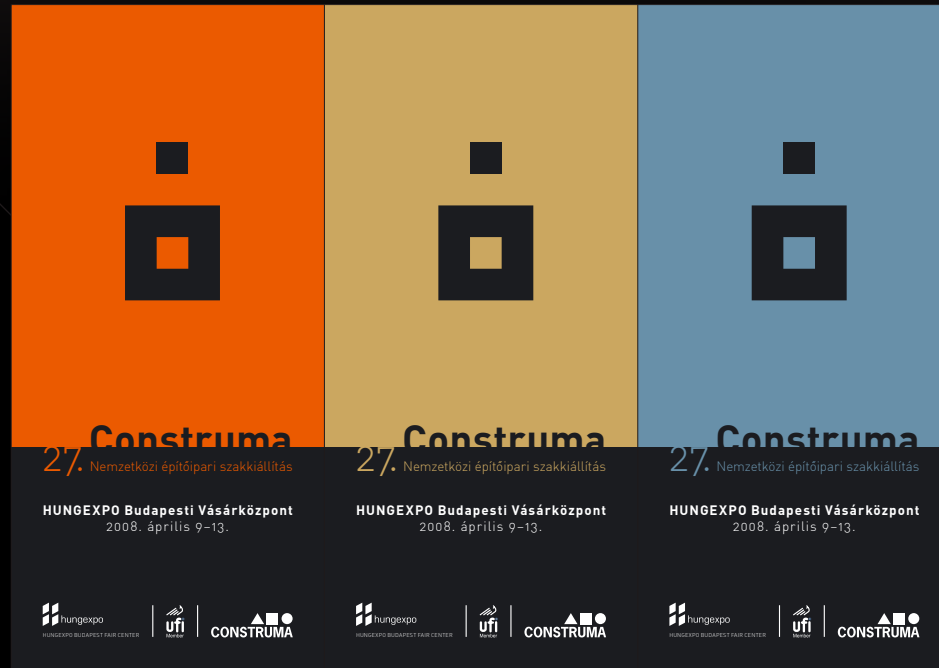 Construma
27. Nemzetközi építőipari szakkiállítás
HUNGEXPO Budapesti Vásárközpont
2008. április 9–13.
hungexpo
HUNGEXPO BUDAPEST FAIR CENTER
ufi
Member
CONSTRUMA
Construma
27. Nemzetközi építőipari szakkiállítás
HUNGEXPO Budapesti Vásárközpont
2008. április 9–13.
hungexpo
HUNGEXPO BUDAPEST FAIR CENTER
ufi
Member
CONSTRUMA
Construma
27. Nemzetközi építőipari szakkiállítás
HUNGEXPO Budapesti Vásárközpont
2008. április 9–13.
hungexpo
HUNGEXPO BUDAPEST FAIR CENTER
ufi
Member
CONSTRUMA